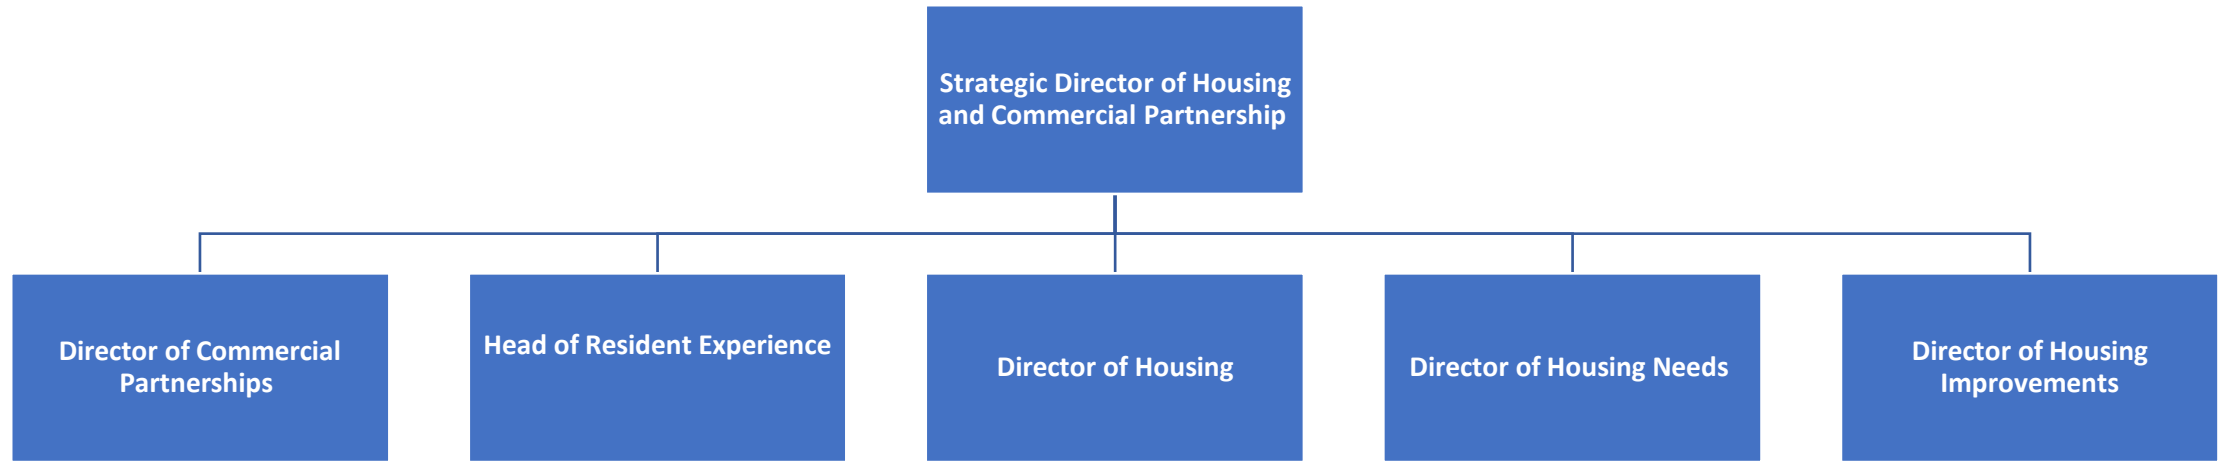 Strategic Director of Housing
and Commercial Partnership
Director of Commercial
Partnerships
Head of Resident Experience
Director of Housing
Director of Housing Needs
Director of Housing
Improvements